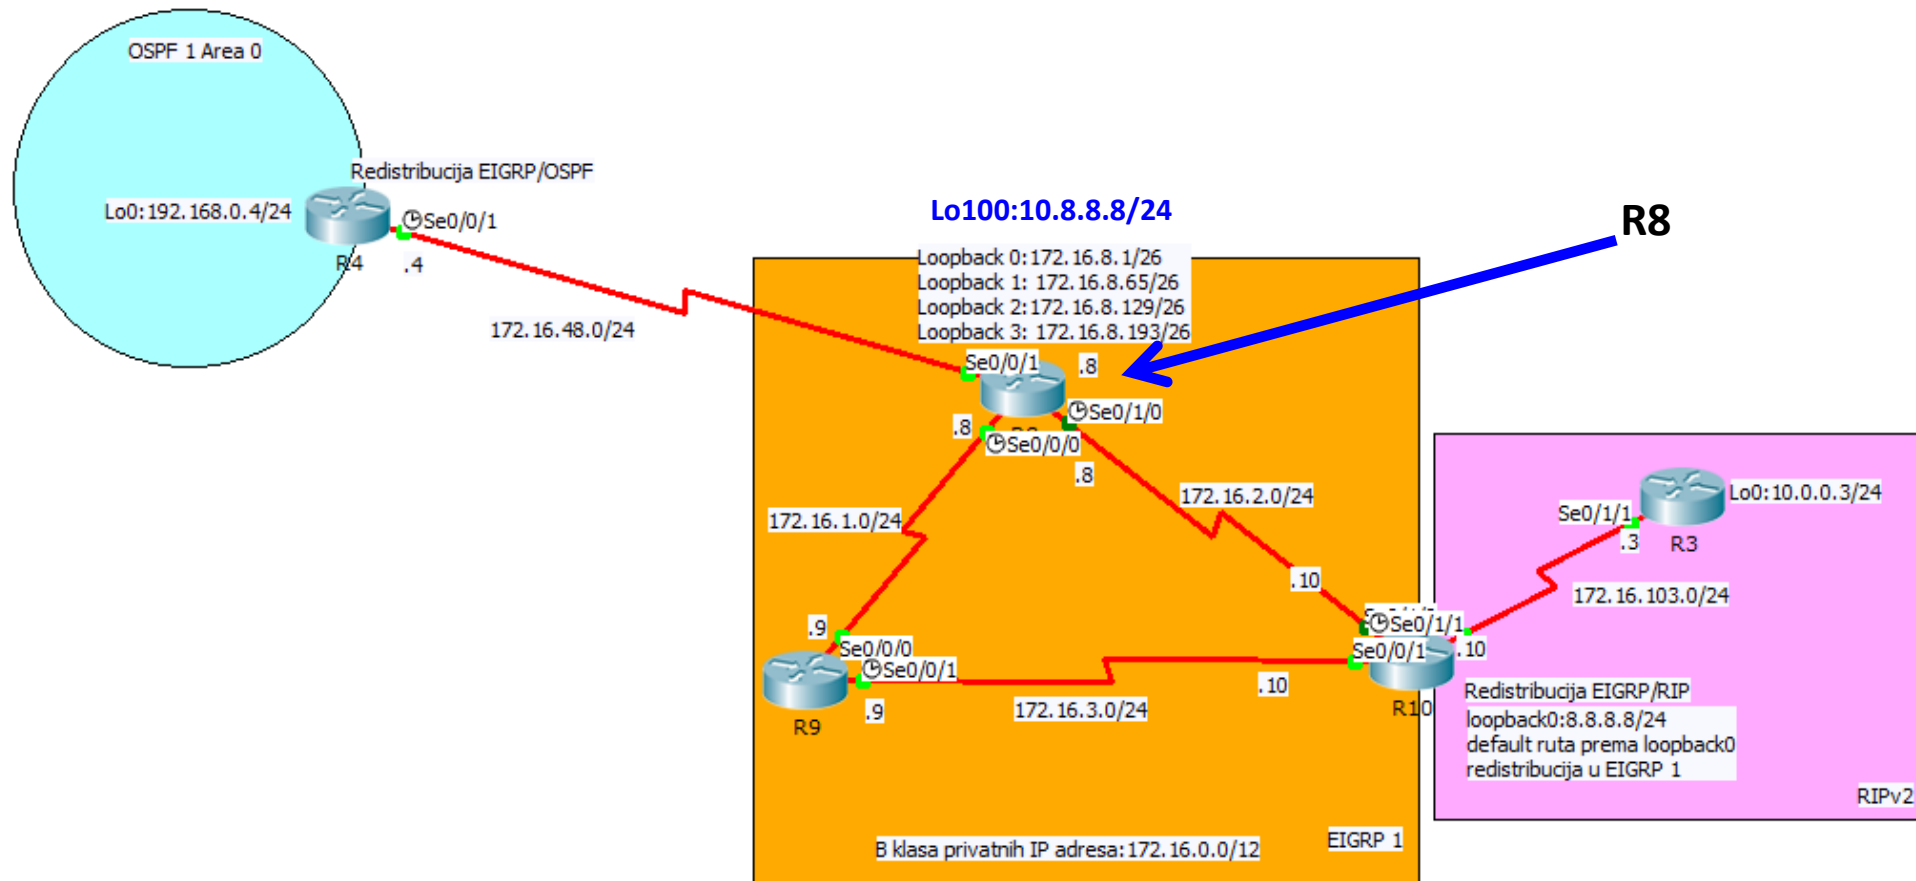 OSPF 1 Area 0
Redistribucija EIGRP/OSPF
Lo0:192.168.0.4/24
Se0/0/1
R4
.4
172.16.48.0/24
Lo100:10.8.8.8/24
R8
Loopback 0:172.16.8.1/26
Loopback 1: 172.16.8.65/26
Loopback 2:172.16.8.129/26
Loopback 3: 172.16.8.193/26
Se0/0/1
.8
Se0/1/0
.8
Se0/0/0
.8
172.16.2.0/24
172.16.1.0/24
Lo0:10.0.0.3/24
Se0/1/1
.3
R3
.10
172.16.103.0/24
.9
Se0/0/0
Se0/1/1
Se0/0/1
.10
Se0/0/1
.10
R9
.9
172.16.3.0/24
R10
Redistribucija EIGRP/RIP
loopback0:8.8.8.8/24
default ruta prema loopback0
redistribucija u EIGRP 1
RIPv2
EIGRP 1
B klasa privatnih IP adresa:172.16.0.0/12